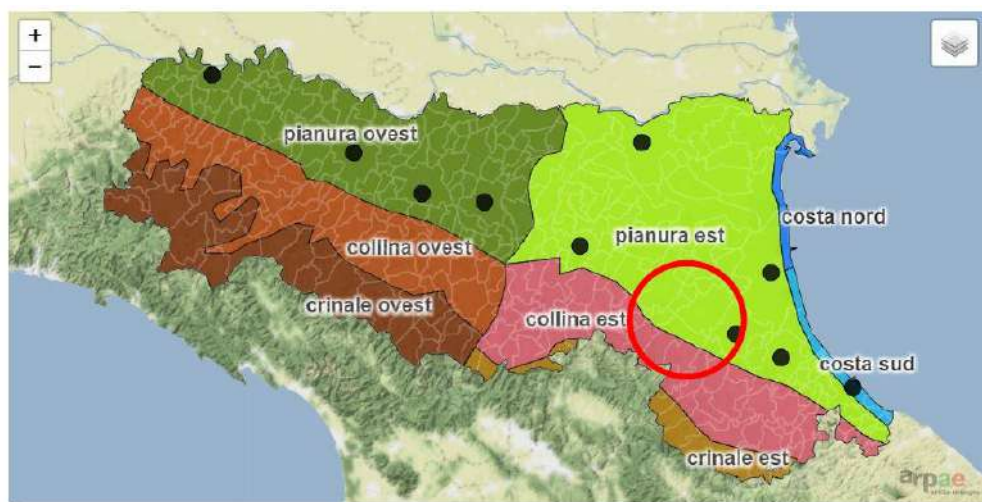 +
−
pianura ovest
costa nord
pianura est
collina ovest
crinale ovest
collina est
costa sud
crinale est
arpae